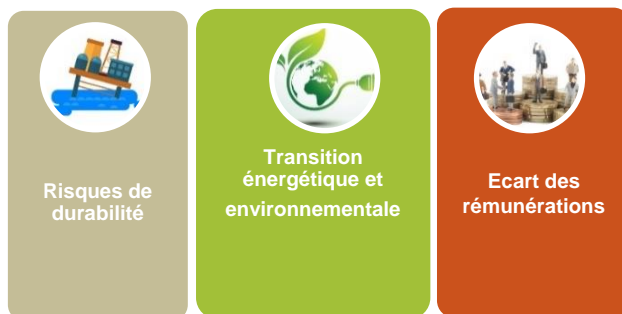 Risques de
durabilité
Transition
énergétique et
environnementale
Ecart des
rémunérations